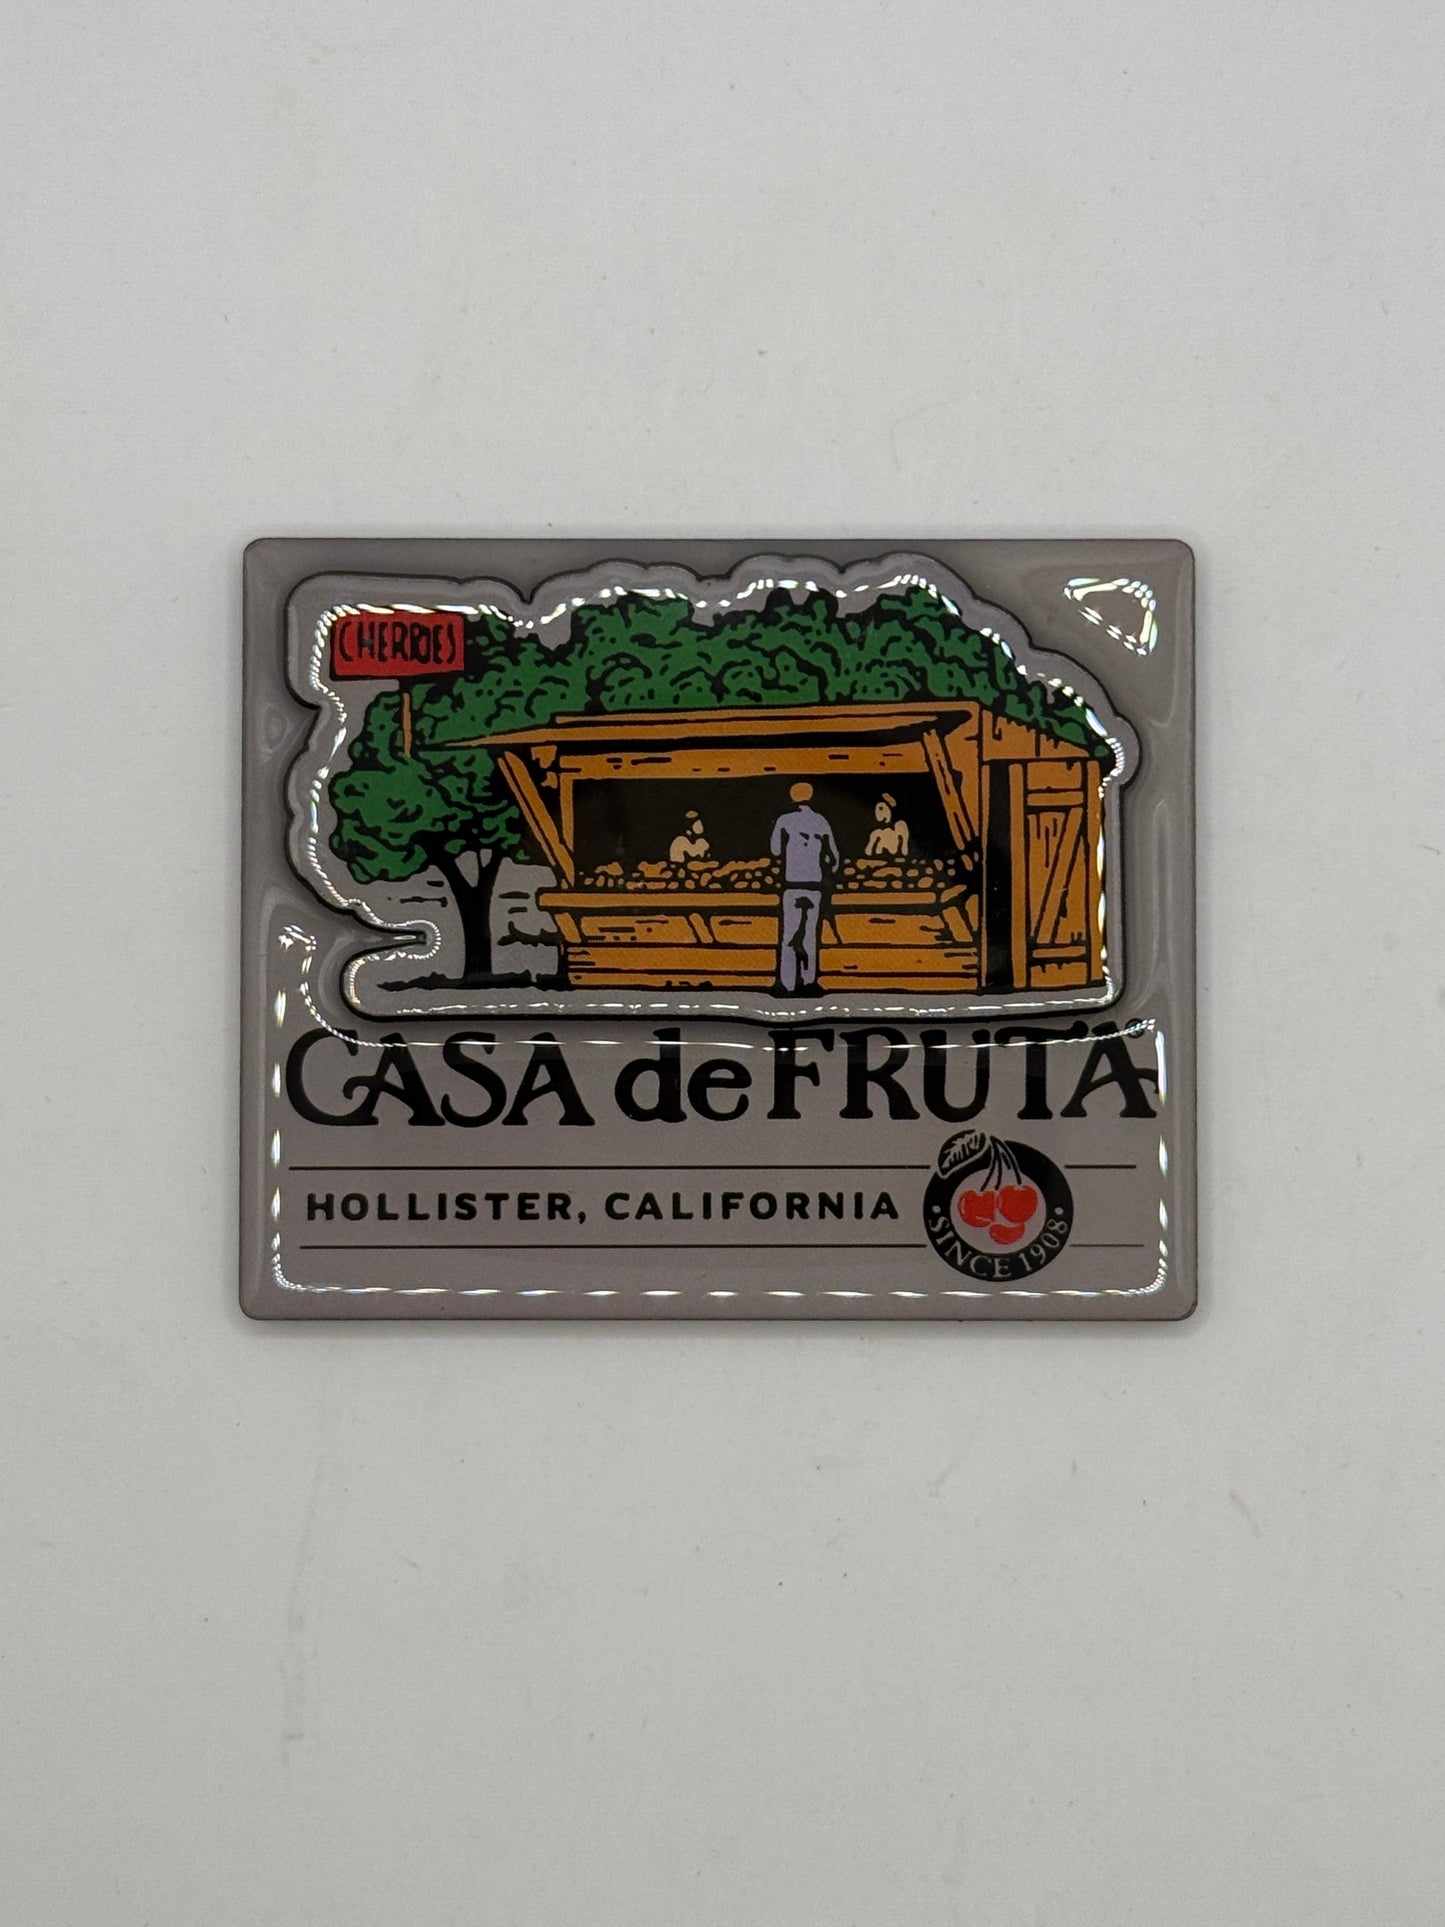 CHERRIES
CASA de FRUTA
HOLLISTER, CALIFORNIA
• SINCE 1908 •